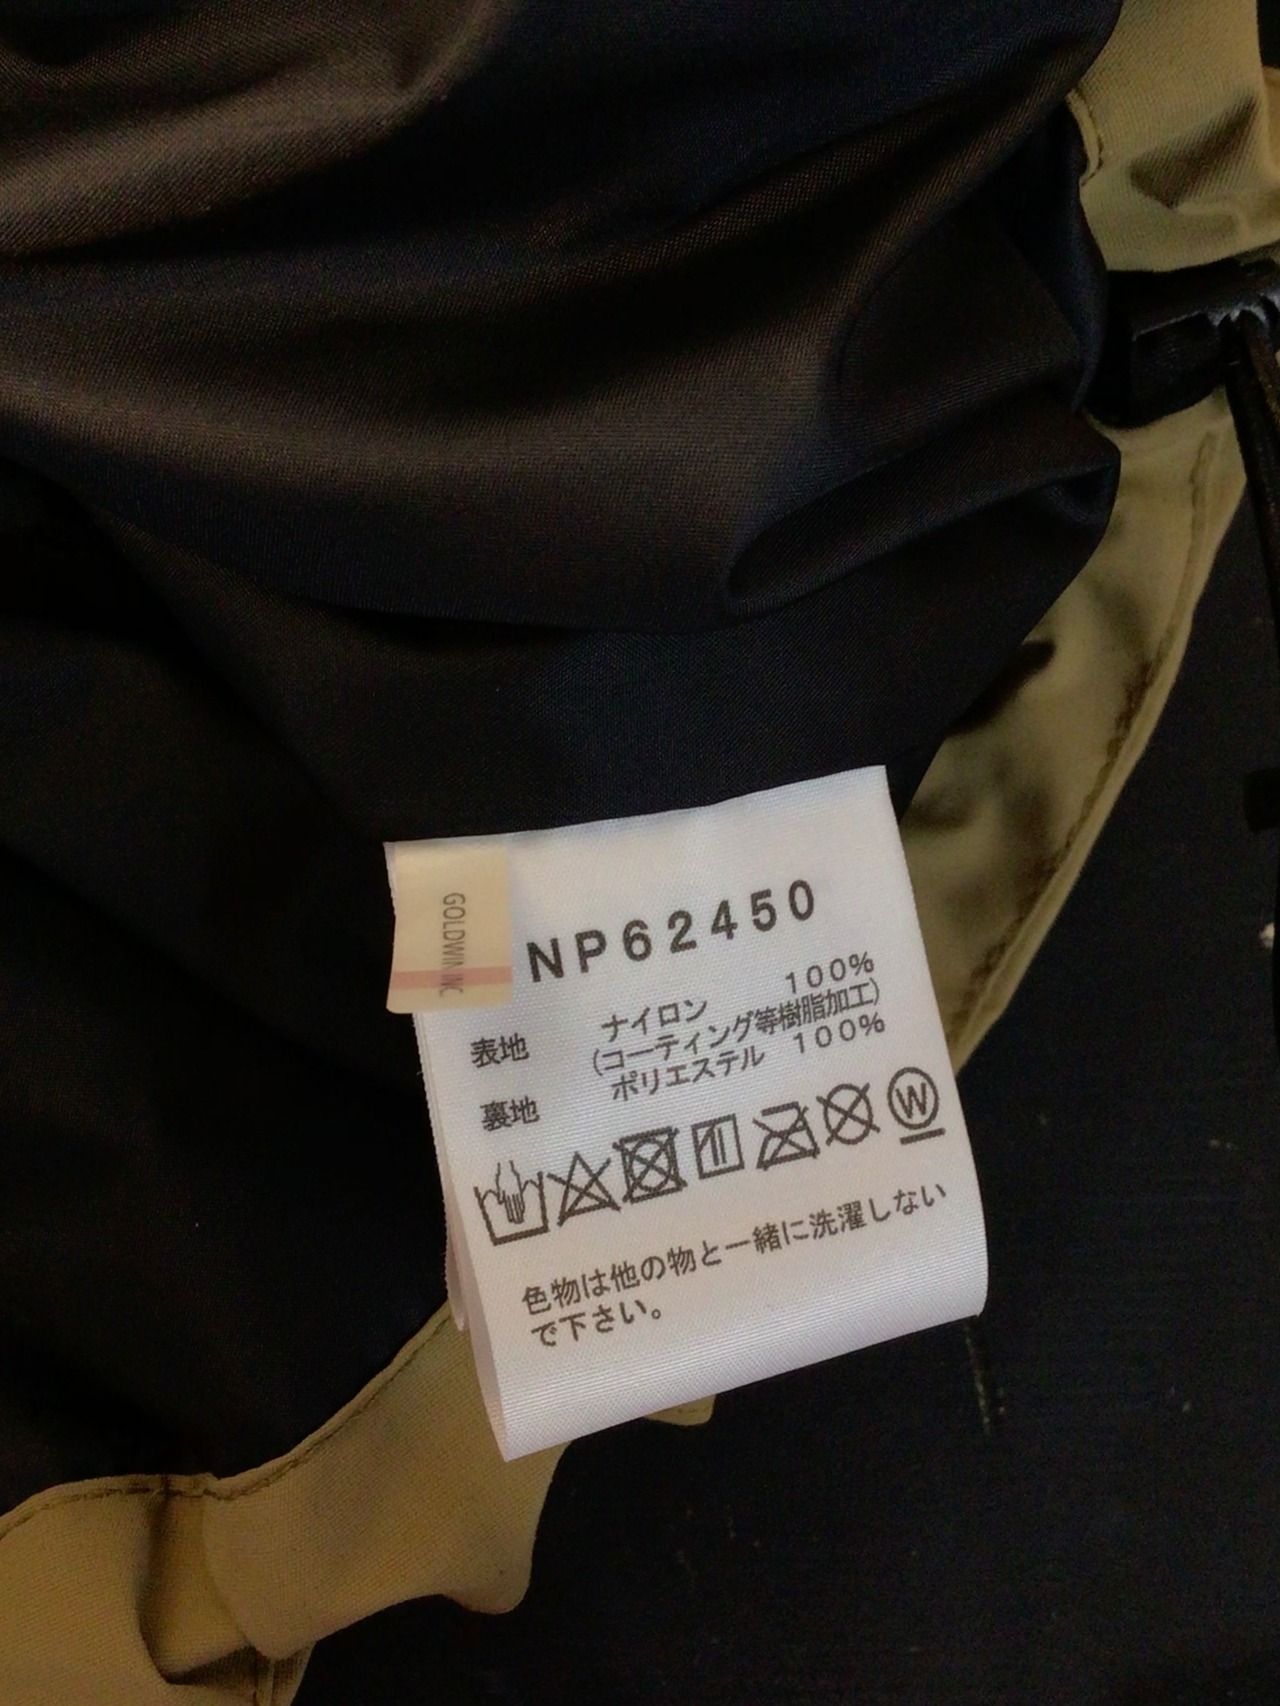 GOLDWIN INC
NP62450
表地 ナイロン 100%
(コーティング等樹脂加工)
裏地 ポリエステル 100%
W
色物は他の物と一緒に洗濯しない
で下さい。